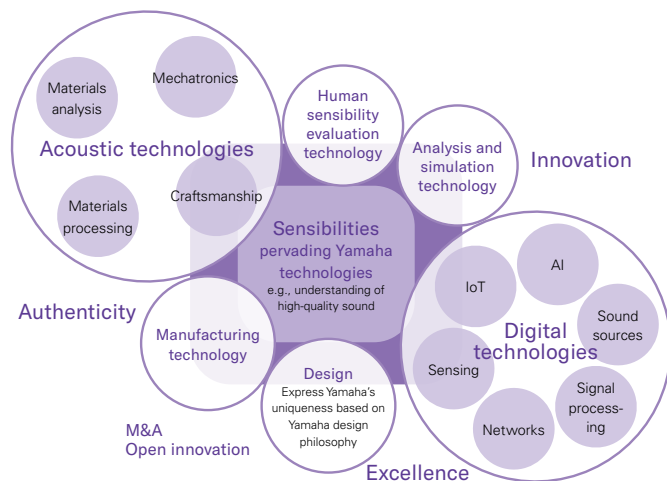 Materials
analysis
Mechatronics
Acoustic technologies
Materials
processing
Craftsmanship
Human
sensibility
evaluation
technology
Analysis and
simulation
technology
Innovation
Sensibilities
pervading Yamaha
technologies
e.g., understanding of
high-quality sound
Authenticity
Manufacturing
technology
Design
Express Yamaha's
uniqueness based on
Yamaha design
philosophy
M&A
Open innovation
Excellence
AI
IoT
Sound
sources
Digital
technologies
Sensing
Signal
process-
ing
Networks